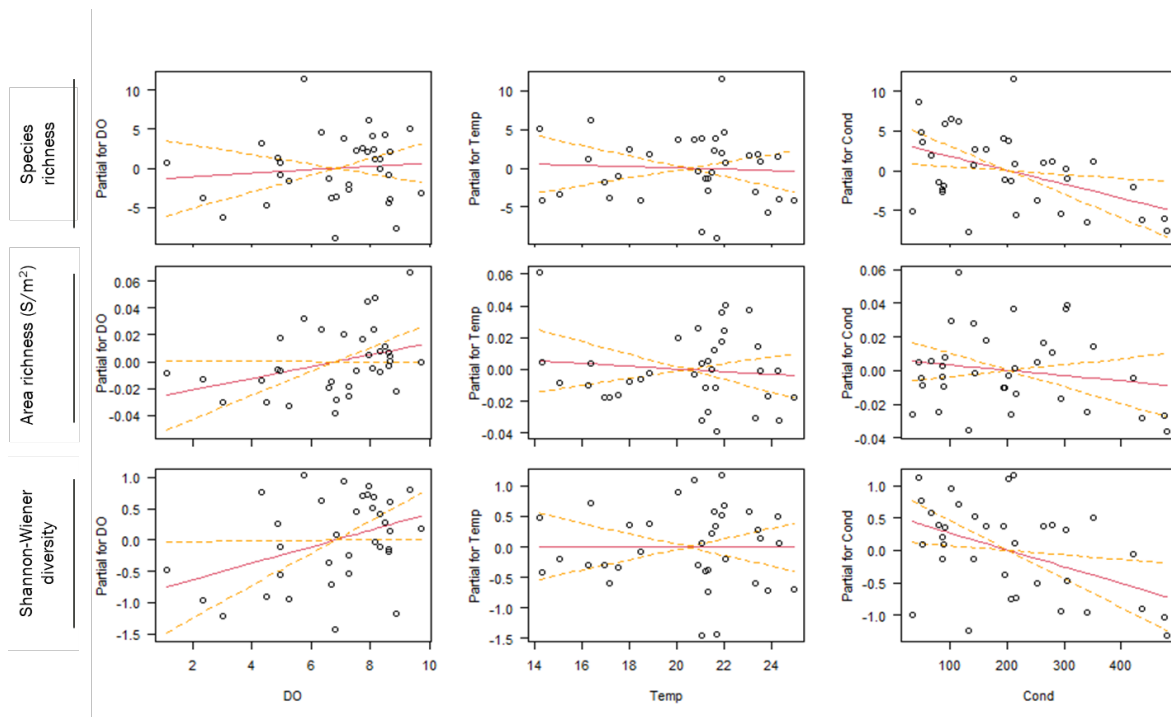 Species
richness
Partial for DO
10
5
0
-5
Partial for Temp
10
5
0
-5
Partial for Cond
10
5
0
-5
Area richness (S/m²)
Partial for DO
0.06
0.04
0.02
0.00
-0.02
-0.04
Partial for Temp
0.06
0.04
0.02
0.00
-0.02
-0.04
Partial for Cond
0.06
0.04
0.02
0.00
-0.02
-0.04
Shannon-Wiener
diversity
Partial for DO
1.0
0.5
0.0
-0.5
-1.0
-1.5
Partial for Temp
1.0
0.5
0.0
-0.5
-1.0
-1.5
Partial for Cond
1.0
0.5
0.0
-0.5
-1.0
2 4 6 8 10
14 16 18 20 22 24
100 200 300 400
DO
Temp
Cond